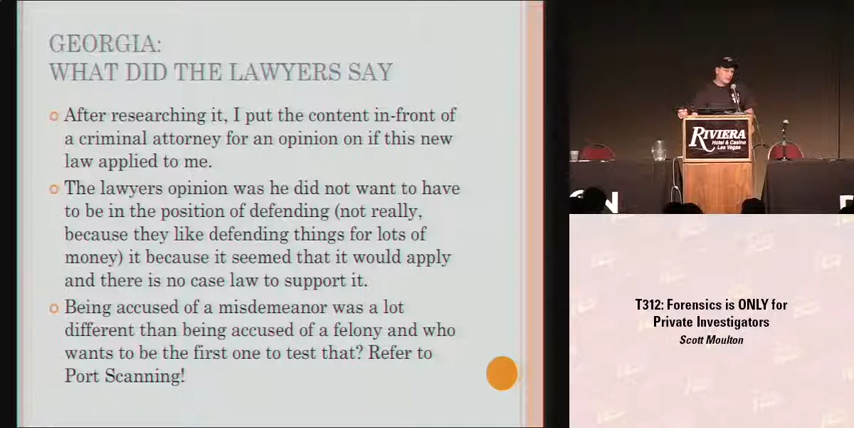 GEORGIA:
WHAT DID THE LAWYERS SAY
After researching it, I put the content in-front of
a criminal attorney for an opinion on if this new
law applied to me.
The lawyers opinion was he did not want to have
to be in the position of defending (not really,
because they like defending things for lots of
money) it because it seemed that it would apply
and there is no case law to support it.
Being accused of a misdemeanor was a lot
different than being accused of a felony and who
wants to be the first one to test that? Refer to
Port Scanning!
RIVIERA
Hotel & Casino
Las Vegas
ON
D
T312: Forensics is ONLY for
Private Investigators
Scott Moulton